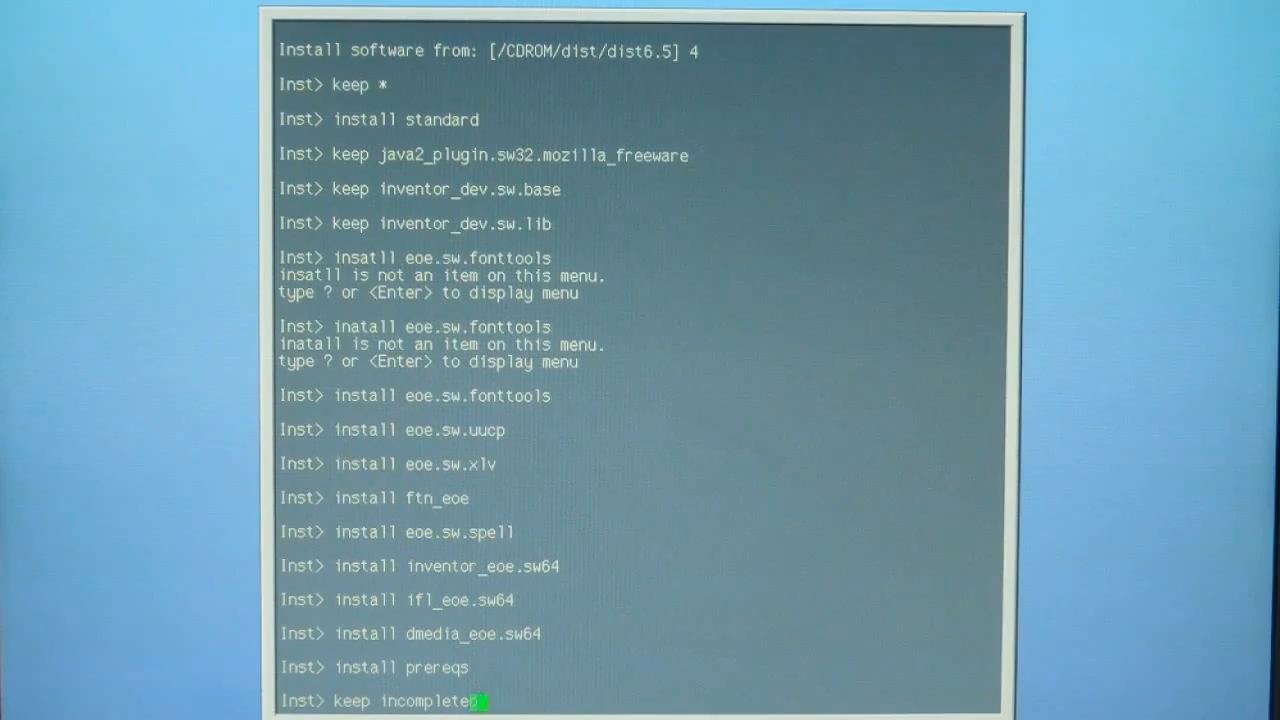 Install software from: [/CDROM/dist/dist6.5] 4
Inst> keep *
Inst> install standard
Inst> keep java2_plugin.sw32.mozilla_freeware
Inst> keep inventor_dev.sw.base
Inst> keep inventor_dev.sw.lib
Inst> insatll eoe.sw.fonttools
insatll is not an item on this menu.
type ? or <Enter> to display menu
Inst> inatall eoe.sw.fonttools
inatall is not an item on this menu.
type ? or <Enter> to display menu
Inst> install eoe.sw.fonttools
Inst> install eoe.sw.uucp
Inst> install eoe.sw.xlv
Inst> install ftn_eoe
Inst> install eoe.sw.spell
Inst> install inventor_eoe.sw64
Inst> install ifl_eoe.sw64
Inst> install dmedia_eoe.sw64
Inst> install prereqs
Inst> keep incomplete